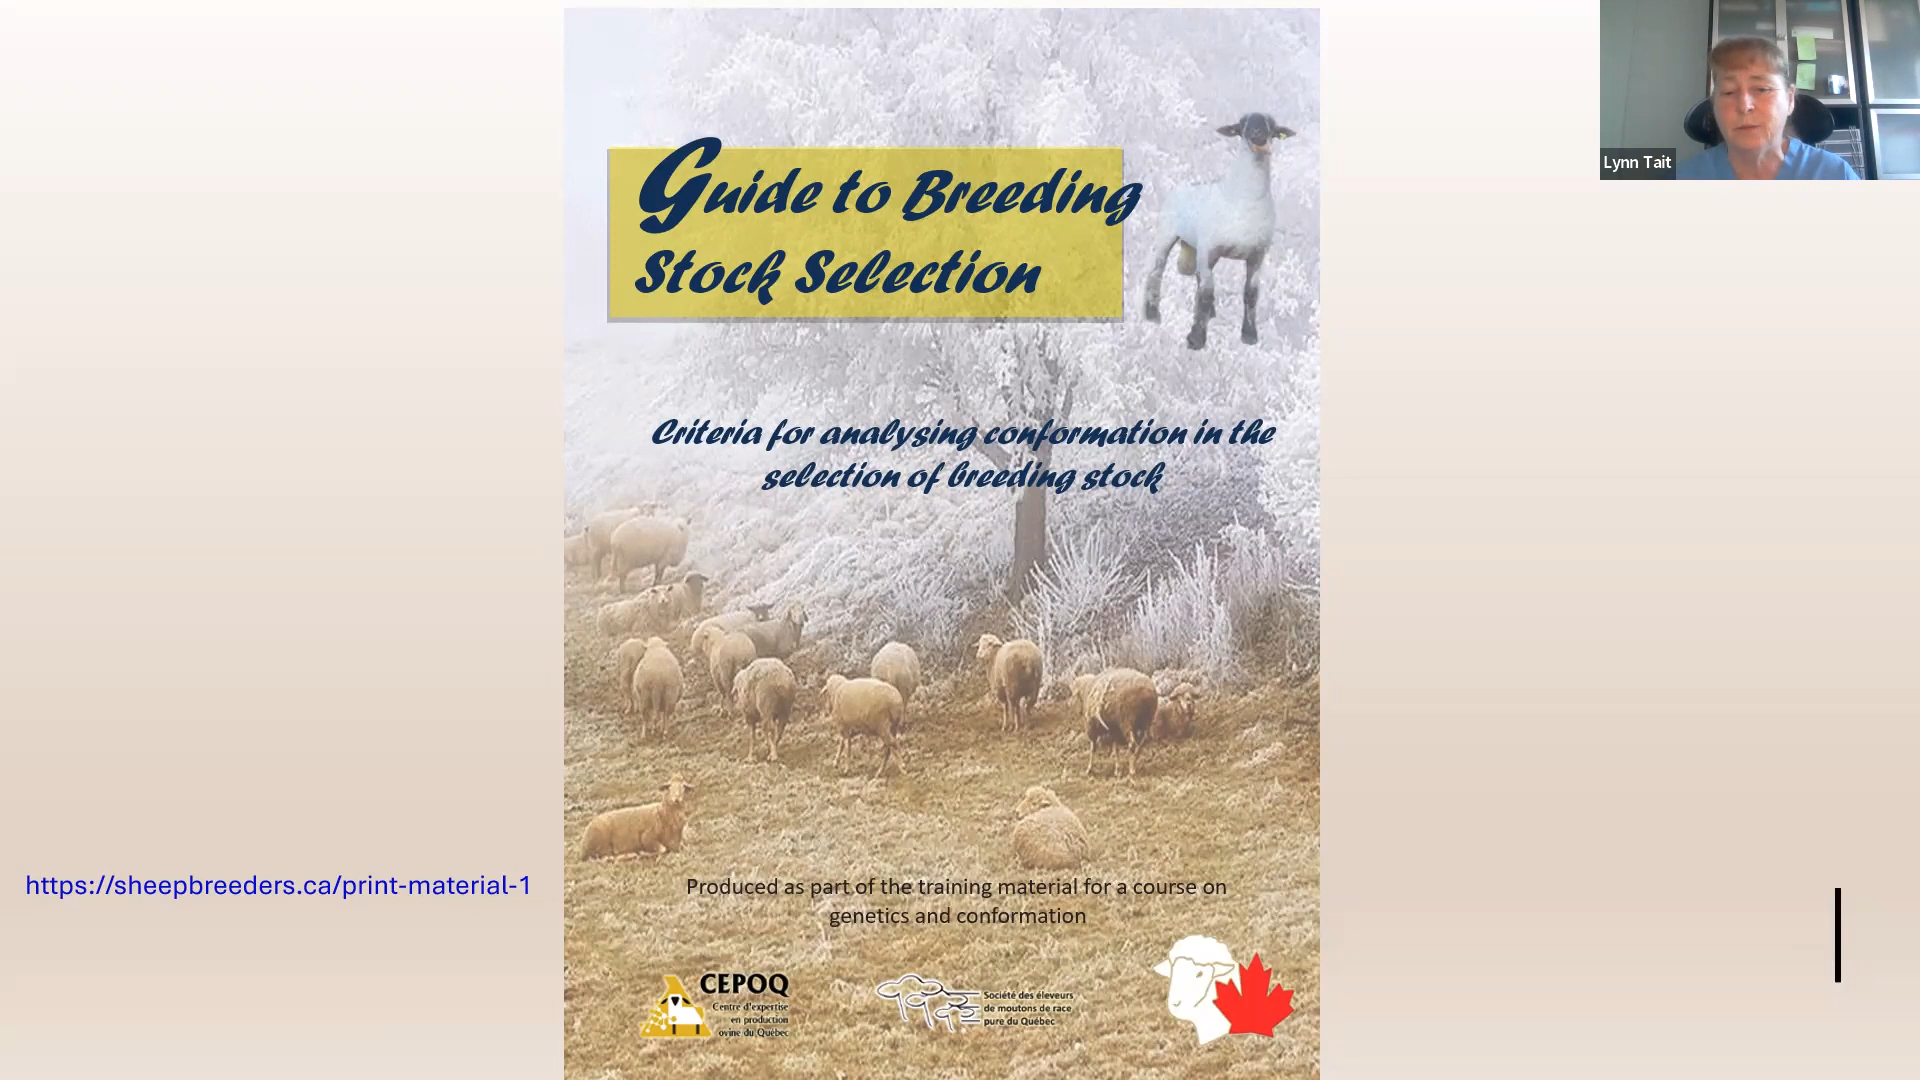 Lynn Tait
Guide to Breeding
Stock Selection
Criteria for analysing conformation in the
selection of breeding stock
https://sheepbreeders.ca/print-material-1
Produced as part of the training material for a course on
genetics and conformation
CEPOQ
Centre d'expertise
en production
ovine du Québec
Société des éleveurs
de moutons de race
pure du Québec